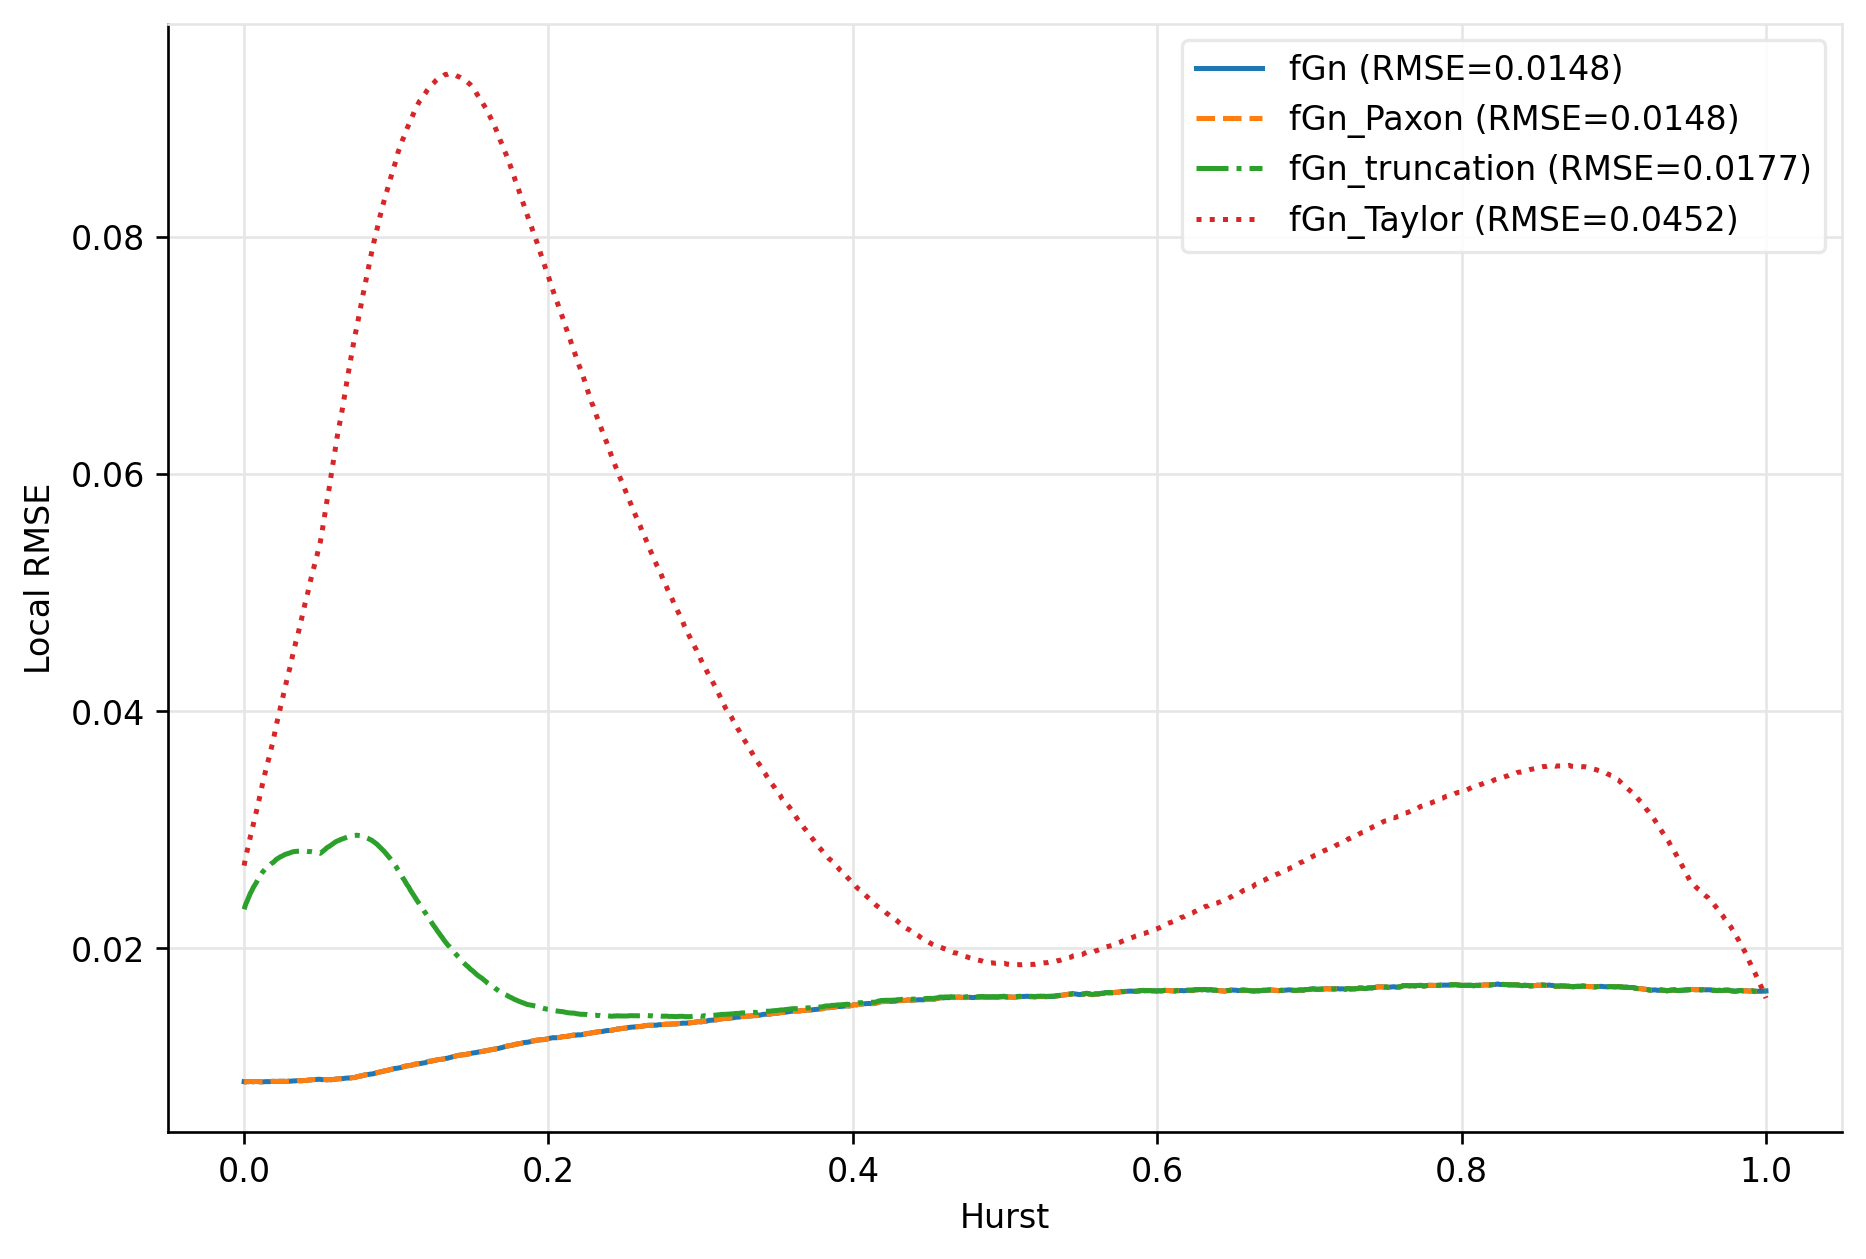 fGn (RMSE=0.0148)
fGn_Paxon (RMSE=0.0148)
fGn_truncation (RMSE=0.0177)
fGn_Taylor (RMSE=0.0452)
0.08
0.06
0.04
0.02
Local RMSE
0.0 0.2 0.4 0.6 0.8 1.0
Hurst